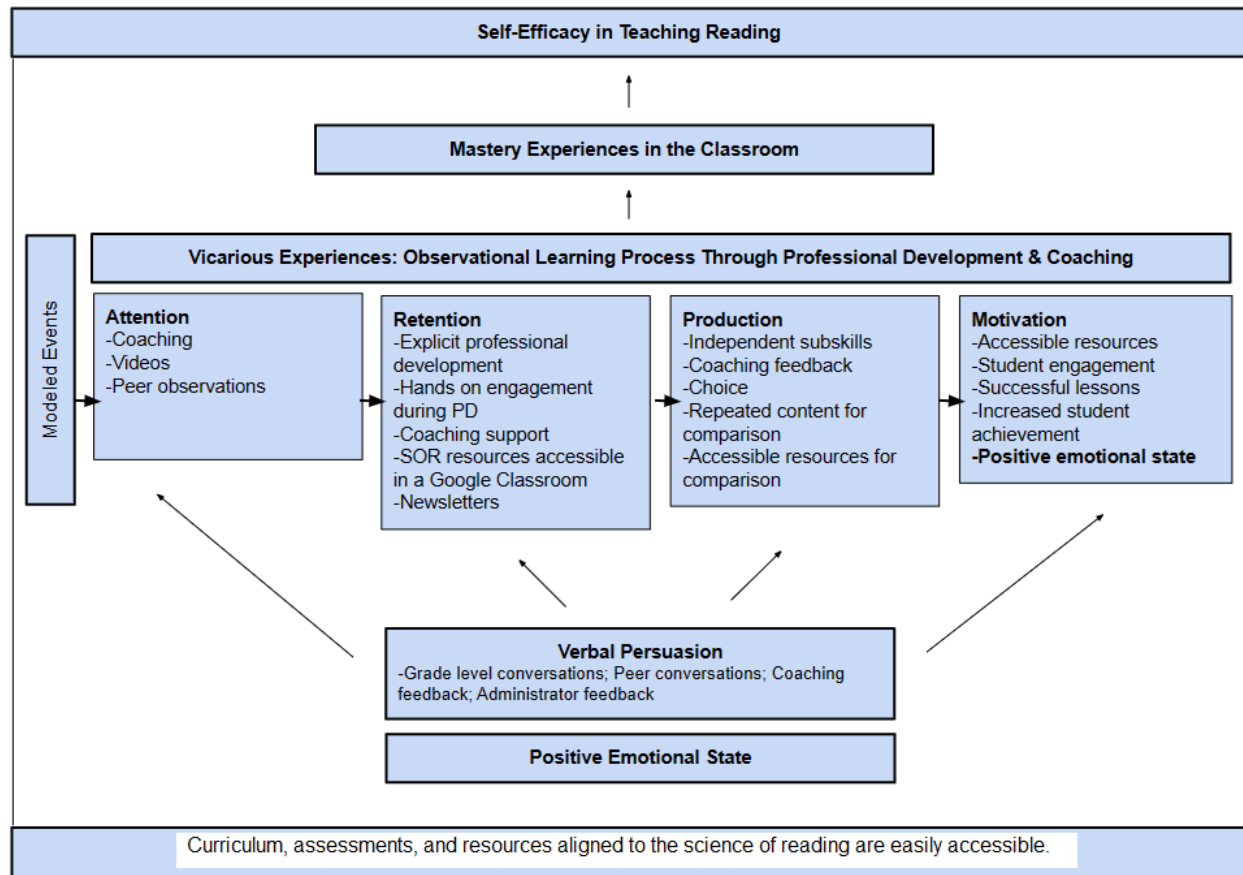 Self-Efficacy in Teaching Reading
Mastery Experiences in the Classroom
Vicarious Experiences: Observational Learning Process Through Professional Development & Coaching
Modeled Events
Attention
-Coaching
-Videos
-Peer observations
Retention
-Explicit professional
development
-Hands on engagement
during PD
-Coaching support
-SOR resources accessible
in a Google Classroom
-Newsletters
Production
-Independent subskills
-Coaching feedback
-Choice
-Repeated content for
comparison
-Accessible resources for
comparison
Motivation
-Accessible resources
-Student engagement
-Successful lessons
-Increased student
achievement
-Positive emotional state
Verbal Persuasion
-Grade level conversations; Peer conversations; Coaching
feedback; Administrator feedback
Positive Emotional State
Curriculum, assessments, and resources aligned to the science of reading are easily accessible.